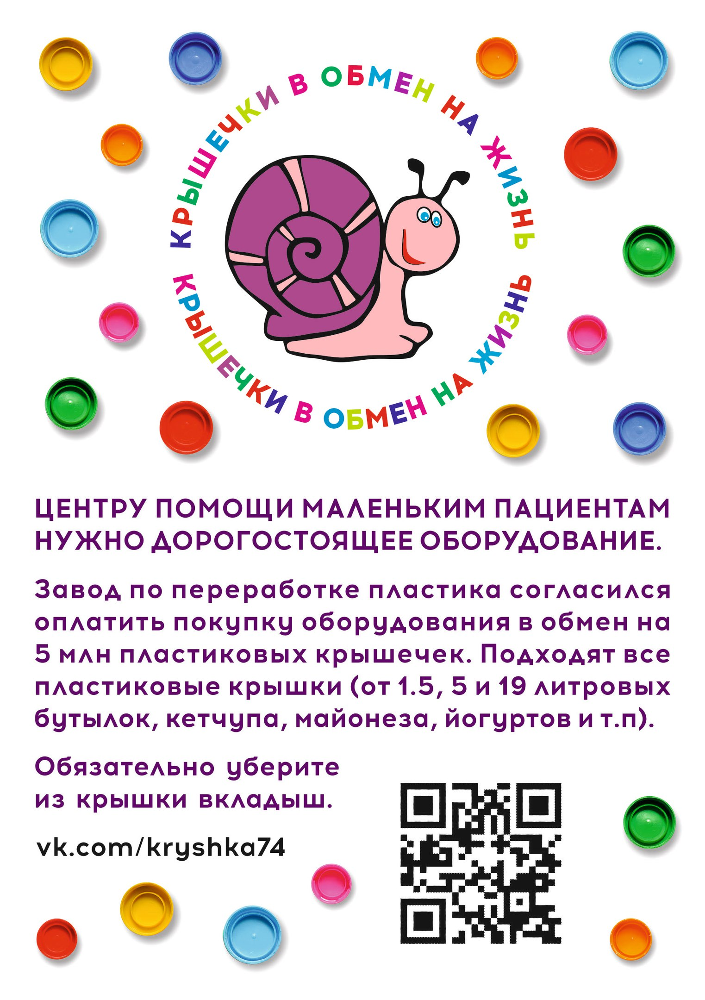 КРЫШЕЧКИ В ОБМЕН НА ЖИЗНЬ
КРЫШЕЧКИ В ОБМЕН НА ЖИЗНЬ
ЦЕНТРУ ПОМОЩИ МАЛЕНЬКИМ ПАЦИЕНТАМ
НУЖНО ДОРОГОСТОЯЩЕЕ ОБОРУДОВАНИЕ.
Завод по переработке пластика согласился
оплатить покупку оборудования в обмен на
5 млн пластиковых крышечек. Подходят все
пластиковые крышки (от 1.5, 5 и 19 литровых
бутылок, кетчупа, майонеза, йогуртов и т.п).
Обязательно уберите
из крышки вкладыш.
vk.com/kryshka74